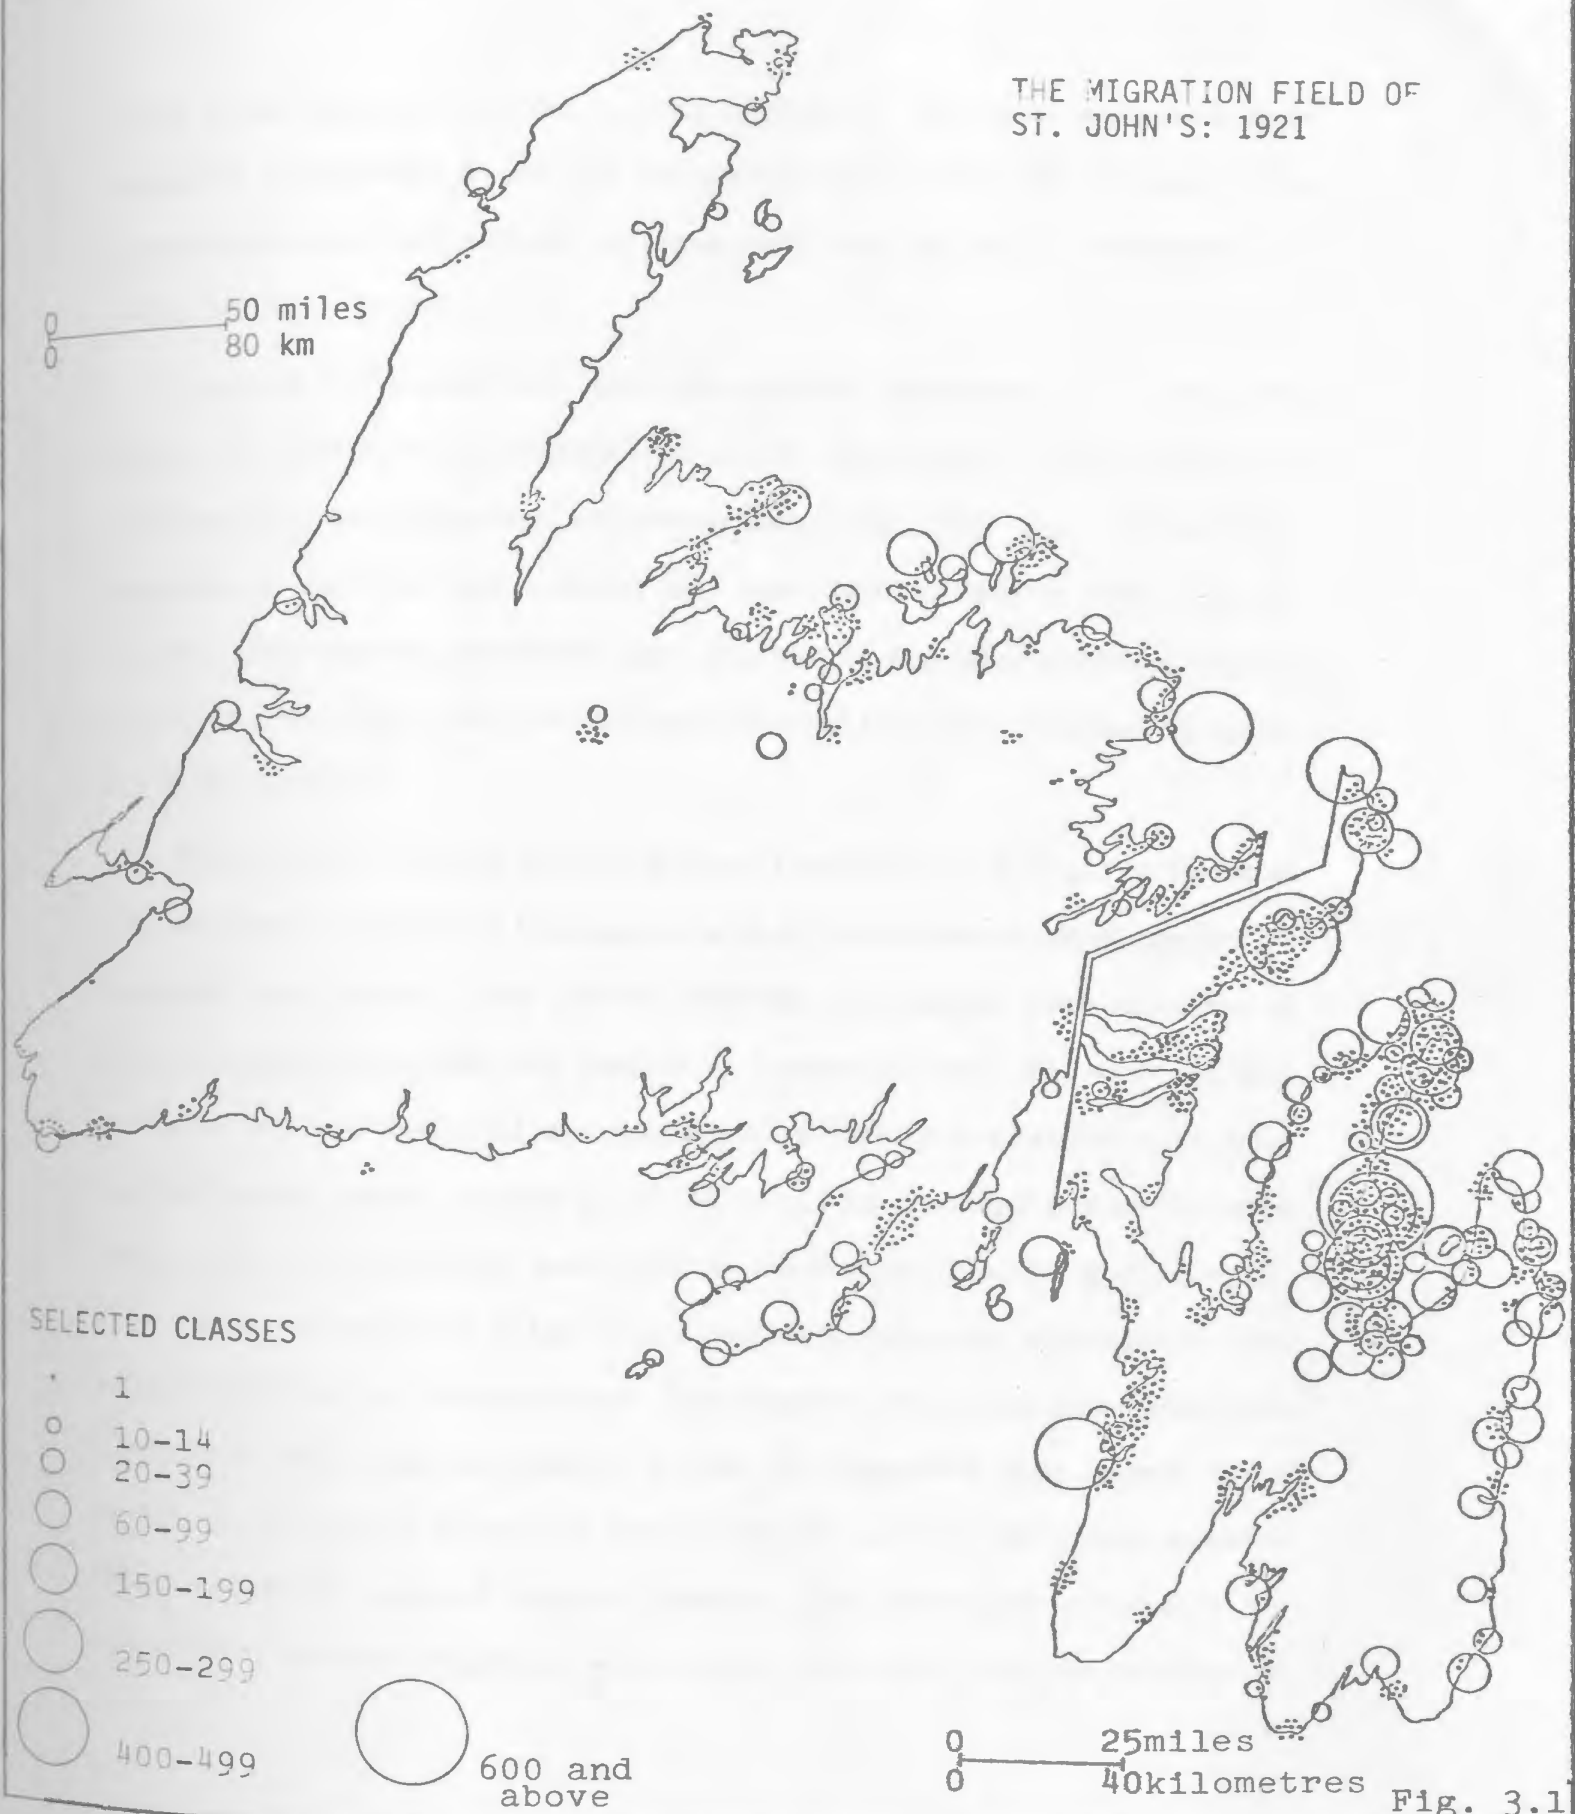 THE MIGRATION FIELD OF
ST. JOHN'S: 1921
0 50 miles
0 80 km
SELECTED CLASSES
1
10-14
20-39
60-99
150-199
250-299
400-499
600 and
above
0 25miles
0 40kilometres
Fig. 3.1